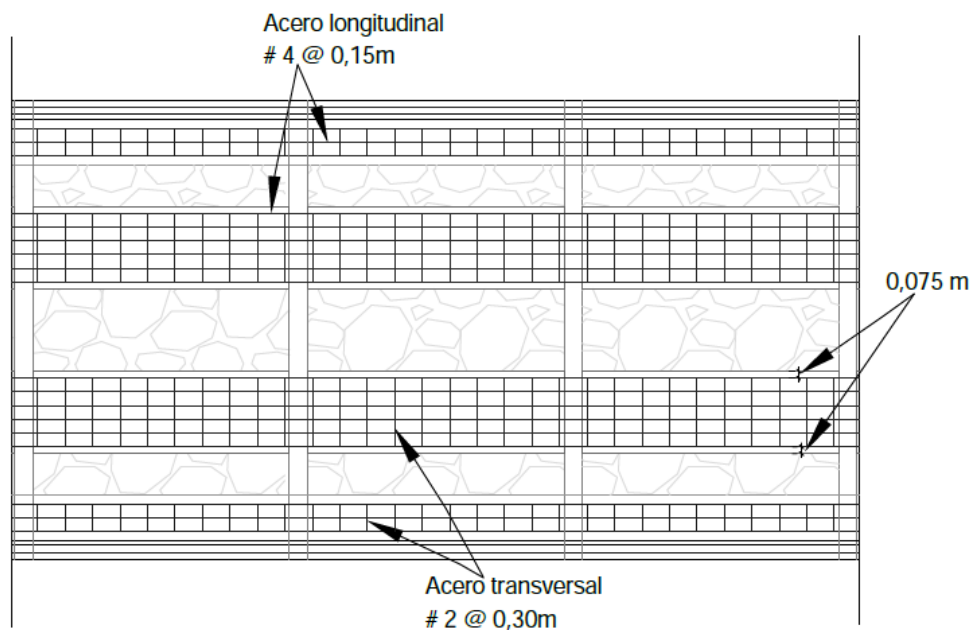 Acero longitudinal
# 4 @ 0,15m
0,075 m
Acero transversal
# 2 @ 0,30m